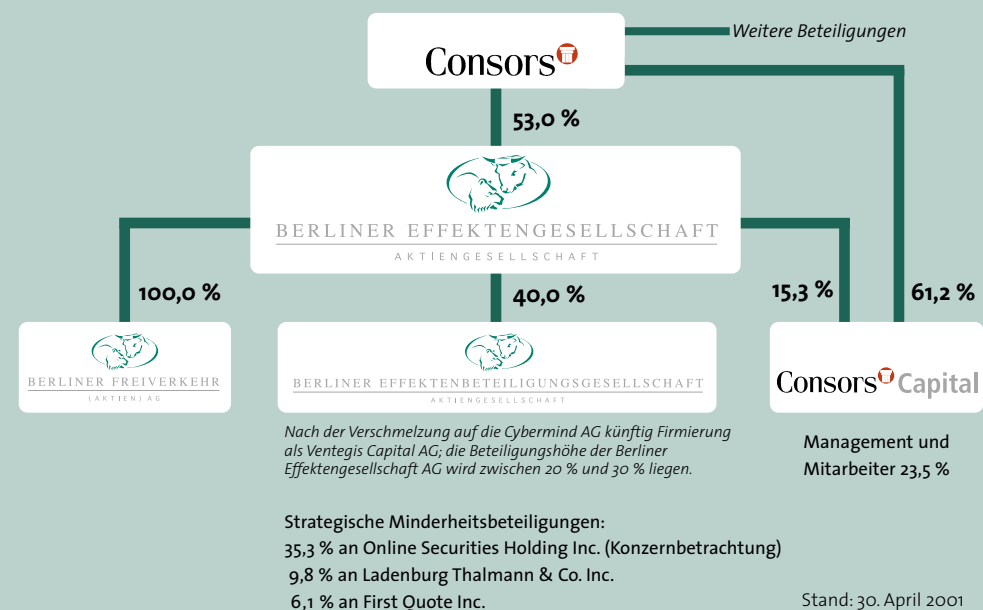 Weitere Beteiligungen
Consors
53,0 %
BERLINER EFFEKTENGESELLSCHAFT
AKTIENGESELLSCHAFT
100,0 %
40,0 %
15,3 %
61,2 %
BERLINER FREIVERKEHR
(AKTIEN) AG
BERLINER EFFEKTENBETEILIGUNGSGESELLSCHAFT
AKTIENGESELLSCHAFT
Consors Capital
Nach der Verschmelzung auf die Cybermind AG künftig Firmierung
als Ventegis Capital AG; die Beteiligungshöhe der Berliner
Effektengesellschaft AG wird zwischen 20 % und 30 % liegen.
Management und
Mitarbeiter 23,5 %
Strategische Minderheitsbeteiligungen:
35,3 % an Online Securities Holding Inc. (Konzernbetrachtung)
9,8 % an Ladenburg Thalmann & Co. Inc.
6,1 % an First Quote Inc.
Stand: 30. April 2001